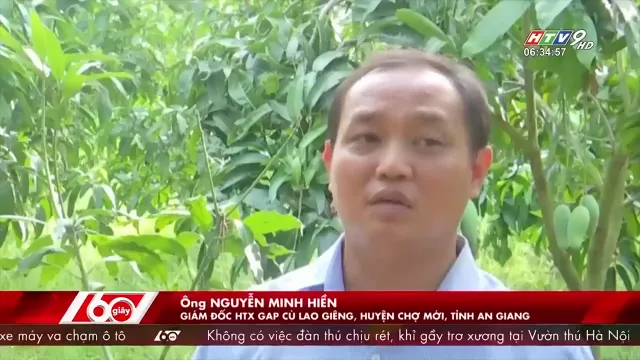 HTV9 HD
06:34:57
60 giây
Ông NGUYỄN MINH HIỀN
GIÁM ĐỐC HTX GAP CÙ LAO GIÊNG, HUYỆN CHỢ MỚI, TỈNH AN GIANG
xe máy va chạm ô tô 60 Không có việc đàn thú chịu rét, khỉ gầy trơ xương tại Vườn thú Hà Nội